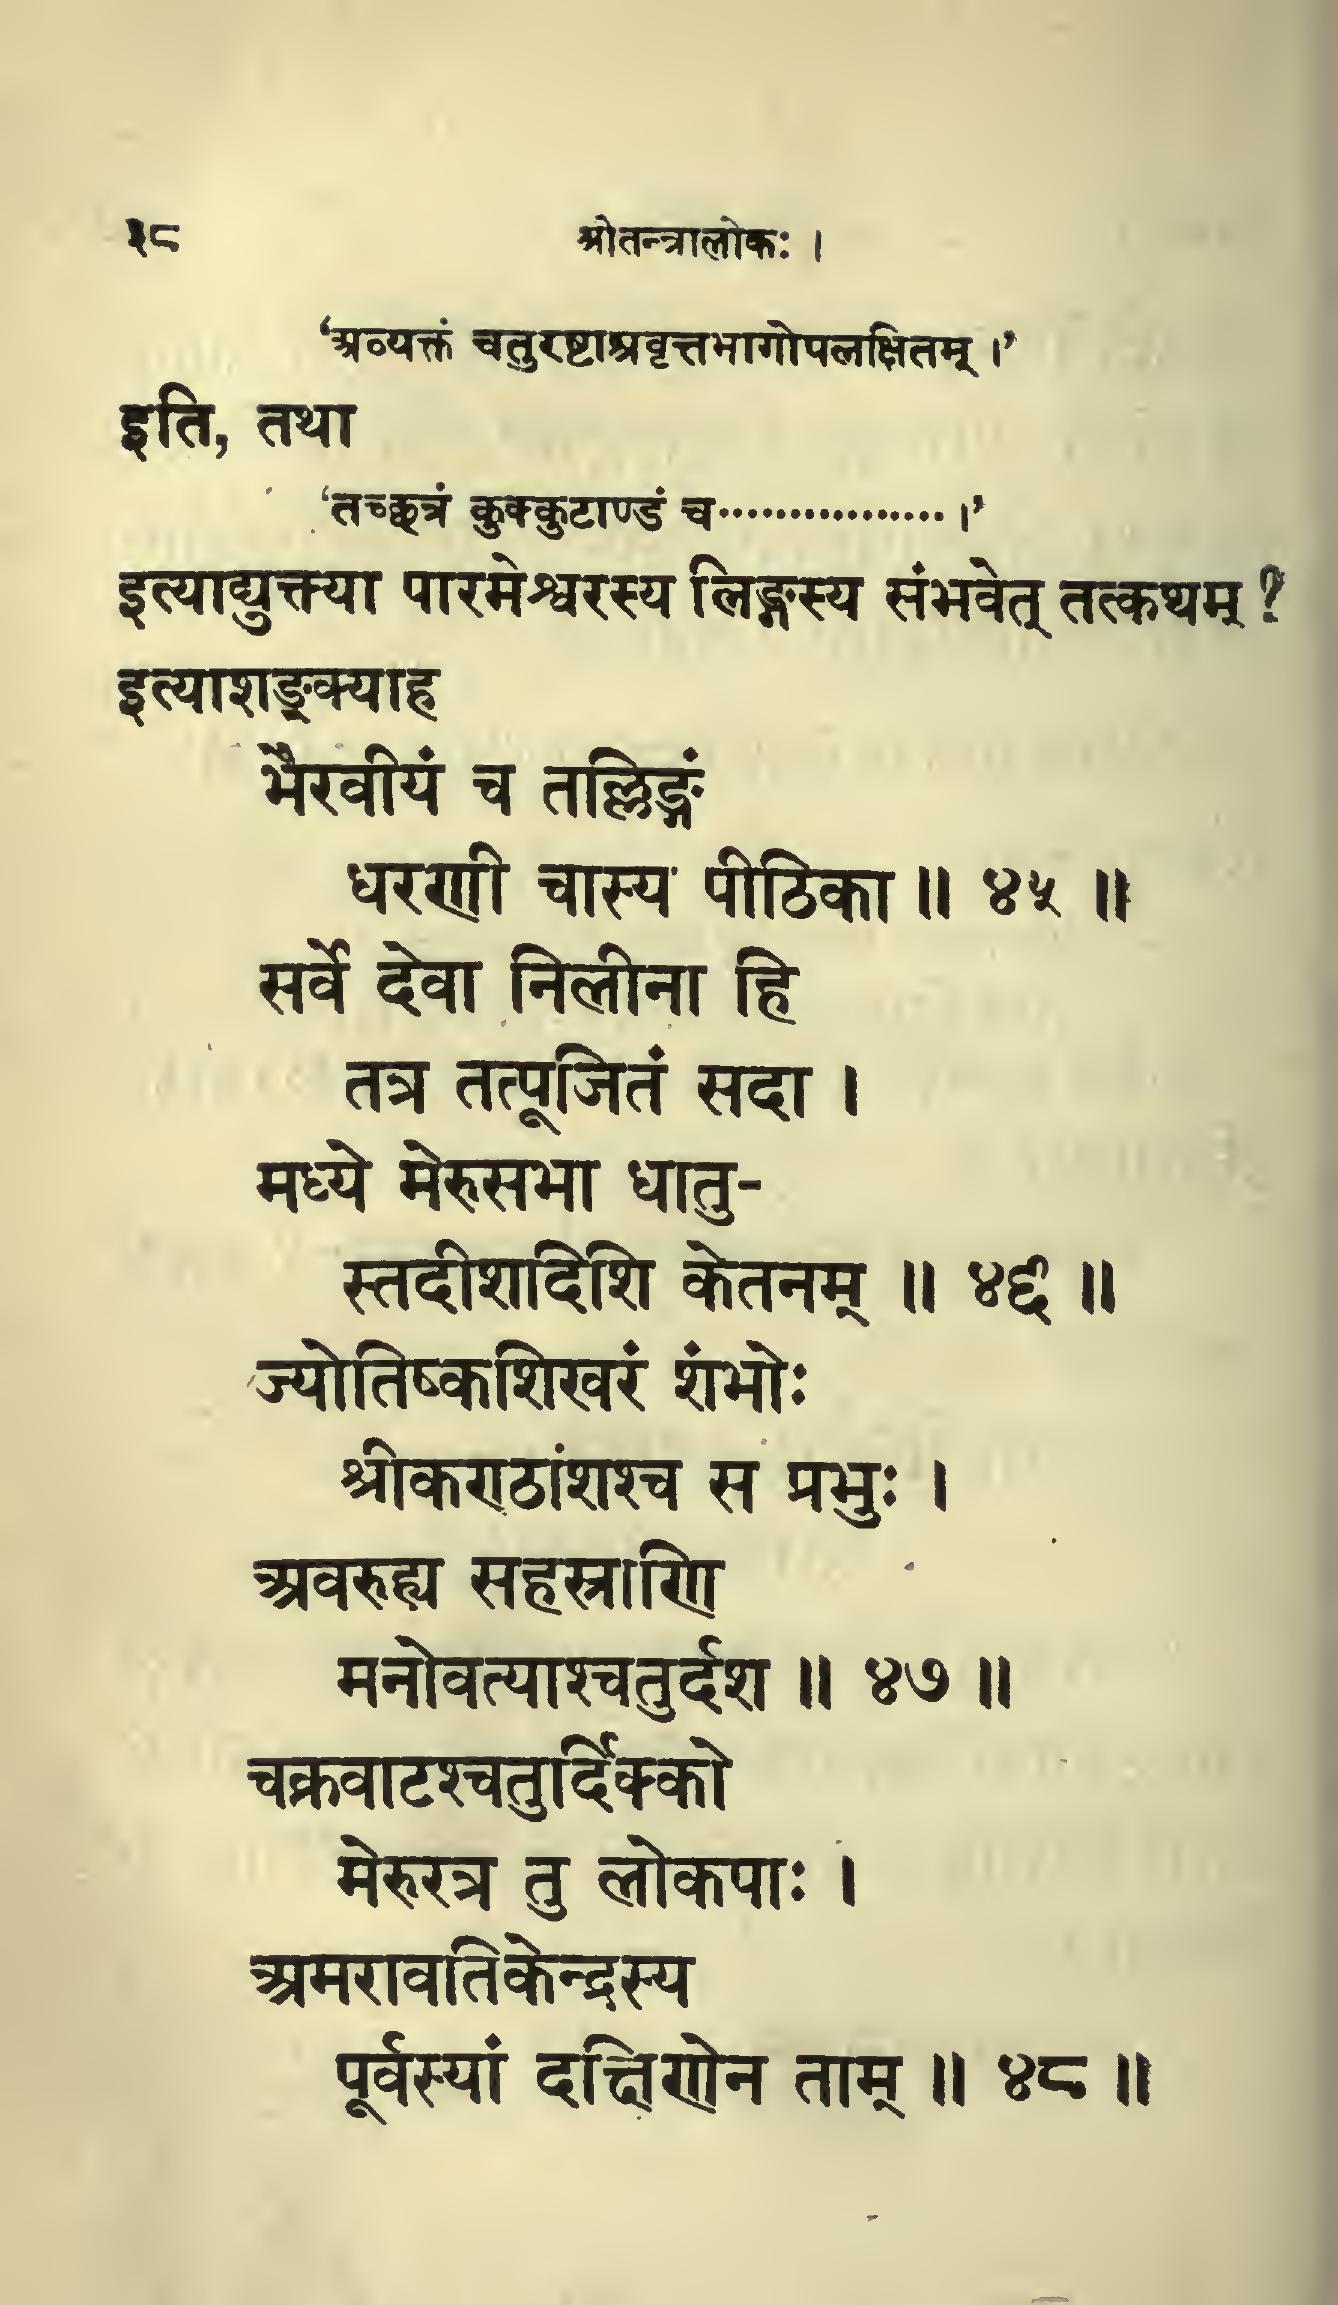 ३८ श्रीतन्त्रालोकः ।
‘अव्यक्तं चतुरष्टाश्रवृत्तभागोपलक्षितम् ।’
इति, तथा
‘तच्छत्रं कुक्कुटाण्डं च................ ।’
इत्याद्युक्त्या पारमेश्वरस्य लिङ्गस्य संभवेत् तत्कथम् ?
इत्याशङ्क्याह
भैरवीयं च तल्लिङ्गं
धरणी चास्य पीठिका ॥ ४५ ॥
सर्वे देवा निलीना हि
तत्र तत्पूजितं सदा ।
मध्ये मेरुसभा धातु-
स्तदीशदिशि केतनम् ॥ ४६ ॥
ज्योतिष्कशिखरं शंभोः
श्रीकण्ठांशश्च स प्रभुः ।
अवरुह्य सहस्राणि
मनोवत्याश्चतुर्दश ॥ ४७ ॥
चक्रवाटश्चतुर्दिक्को
मेरुरत्र तु लोकपाः ।
अमरावतिकेन्द्रस्य
पूर्वस्यां दक्षिणेन ताम् ॥ ४८ ॥